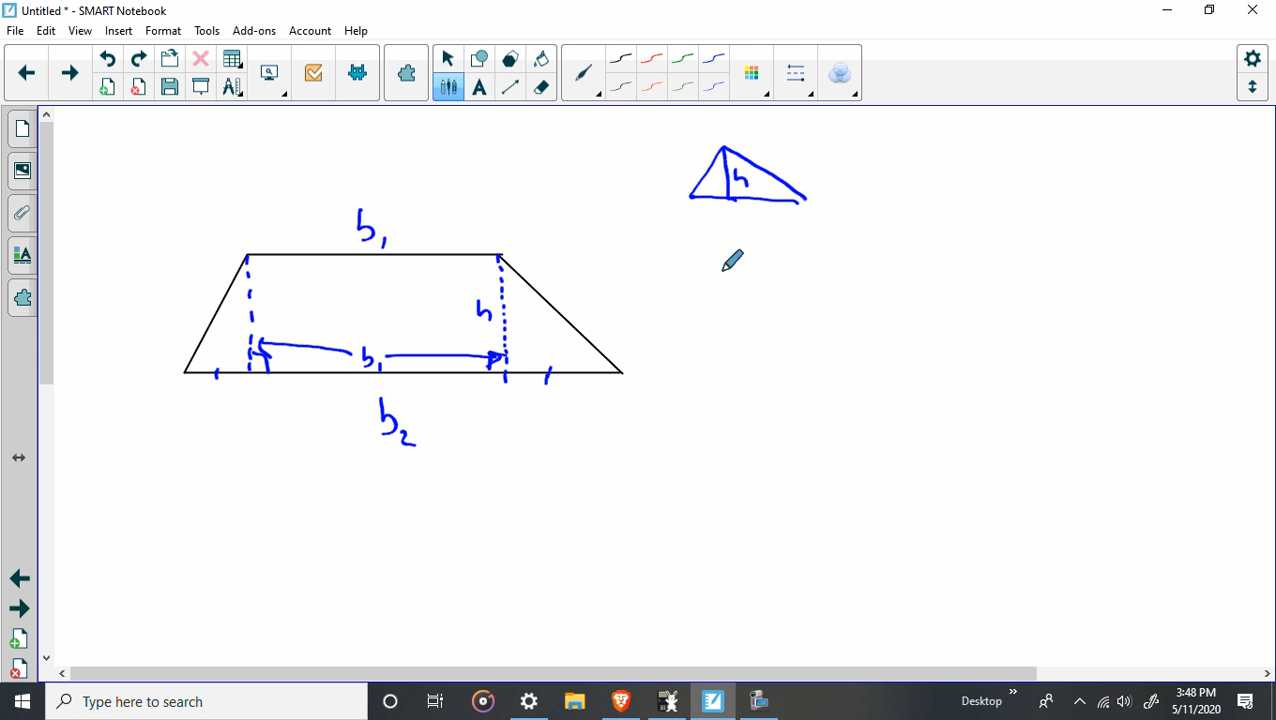 Untitled * - SMART Notebook
File Edit View Insert Format Tools Add-ons Account Help
h
b₁
h
b₁
b₂
Type here to search
Desktop
3:48 PM
5/11/2020